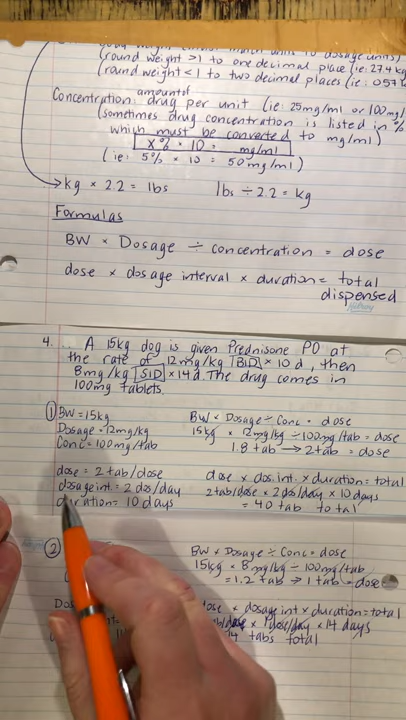 (round weight >1 to one decimal place (ie: 27.4 kg
(round weight <1 to two decimal places (ie: 0.57
amount of
Concentration: drug per unit (ie: 25mg/ml or 100mg/
(sometimes drug concentration is listed in %
which must be converted to mg/ml)
X% × 10 = mg/ml
(ie: 5% × 10 = 50mg/ml)
kg × 2.2 = lbs lbs ÷ 2.2 = kg
Formulas
BW × Dosage ÷ concentration = dose
dose × dosage interval × duration = total
dispensed
Hilroy
4. A 15kg dog is given Prednisone PO at
the rate of 12mg/kg BID × 10 d, then
8mg/kg SID × 14 d. The drug comes in
100mg tablets.
① BW = 15kg BW × Dosage ÷ Conc = dose
Dosage = 12mg/kg 15kg × 12mg/kg ÷ 100mg/tab = dose
Conc = 100mg/tab 1.8 tab → 2 tab = dose
dose = 2 tab/dose dose × dos. int × duration = total
dosage int = 2 dos/day 2 tab/dose × 2 dos/day × 10 days
duration = 10 days = 40 tab total
② BW × Dosage ÷ Conc = dose
15kg × 8mg/kg ÷ 100mg/tab
= 1.2 tab → 1 tab = dose
dose × dosage int × duration = total
× 14 days
14 tabs total